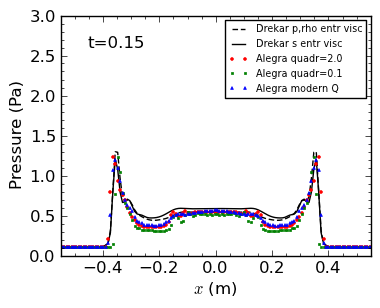 3.0
2.5
2.0
1.5
1.0
0.5
0.0
Pressure (Pa)
t=0.15
Drekar p,rho entr visc
Drekar s entr visc
Alegra quadr=2.0
Alegra quadr=0.1
Alegra modern Q
−0.4 −0.2 0.0 0.2 0.4
x (m)